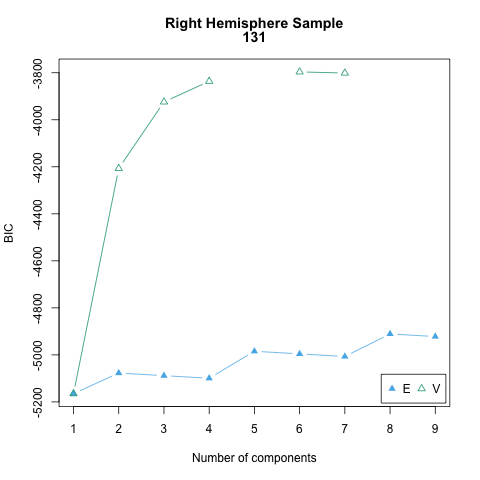 Right Hemisphere Sample
131
BIC
-3800
-4000
-4200
-4400
-4600
-4800
-5000
-5200
E V
1 2 3 4 5 6 7 8 9
Number of components